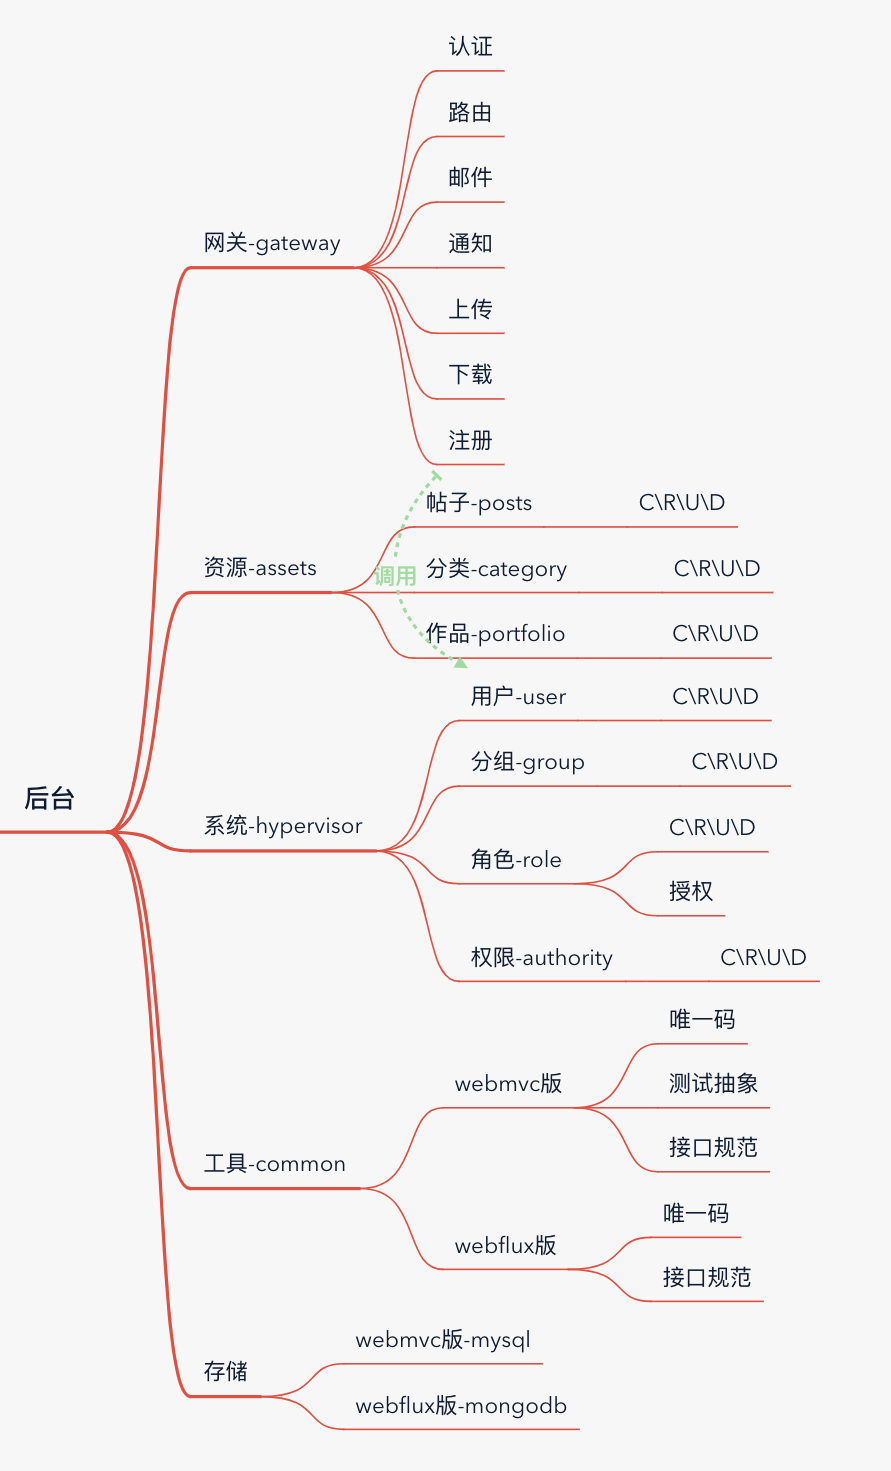 认证
路由
邮件
网关-gateway
通知
上传
下载
注册
帖子-posts
C\R\U\D
资源-assets
调用
分类-category
C\R\U\D
作品-portfolio
C\R\U\D
用户-user
C\R\U\D
分组-group
C\R\U\D
后台
系统-hypervisor
C\R\U\D
角色-role
授权
权限-authority
C\R\U\D
唯一码
webmvc版
测试抽象
接口规范
工具-common
唯一码
webflux版
接口规范
webmvc版-mysql
存储
webflux版-mongodb